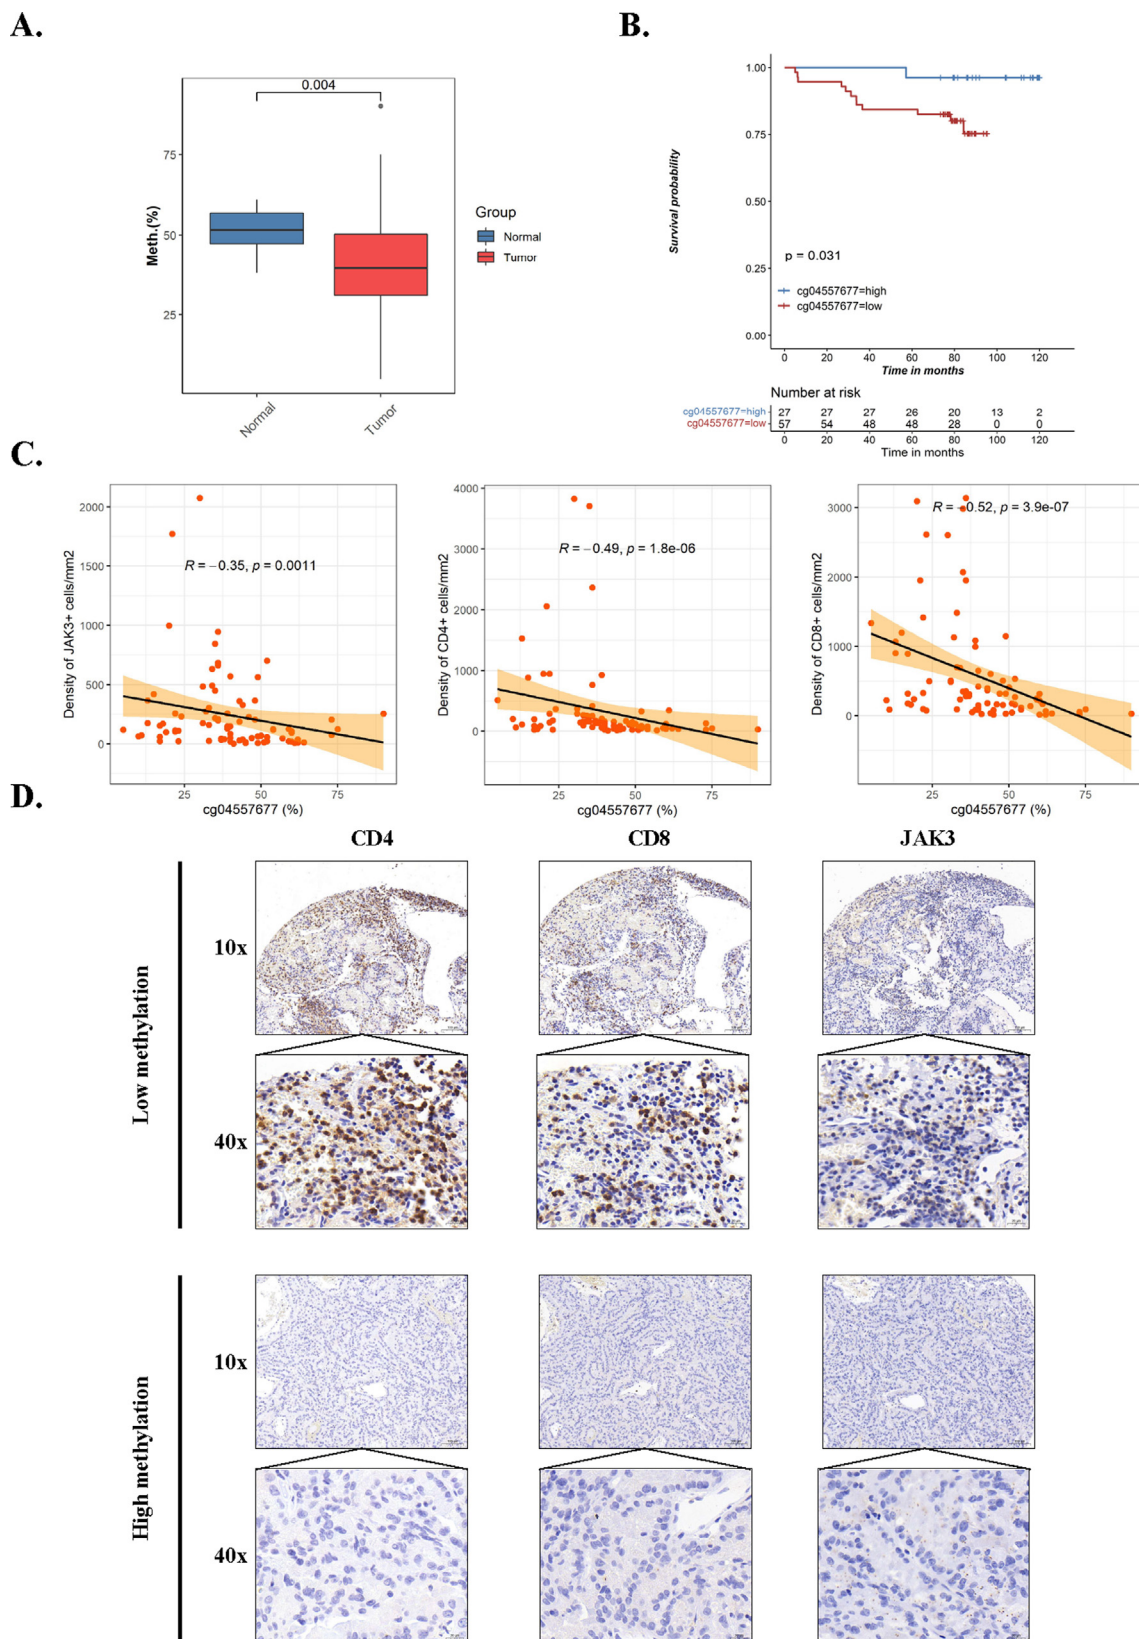 A.
0.004
75
50
25
Meth.(%)
Normal
Tumor
Group
Normal
Tumor
B.
1.00
0.75
0.50
0.25
0.00
Survival probability
p = 0.031
cg04557677=high
cg04557677=low
0 20 40 60 80 100 120
Time in months
Number at risk
cg04557677=high 27 27 27 26 20 13 2
cg04557677=low 57 54 48 48 28 0 0
0 20 40 60 80 100 120
Time in months
C.
2000
1500
1000
500
0
Density of JAK3+ cells/mm2
R = −0.35, p = 0.0011
25 50 75
cg04557677 (%)
4000
3000
2000
1000
0
Density of CD4+ cells/mm2
R = −0.49, p = 1.8e-06
25 50 75
cg04557677 (%)
3000
2000
1000
0
Density of CD8+ cells/mm2
R = −0.52, p = 3.9e-07
25 50 75
cg04557677 (%)
D.
CD4 CD8 JAK3
Low methylation
10x
40x
High methylation
10x
40x